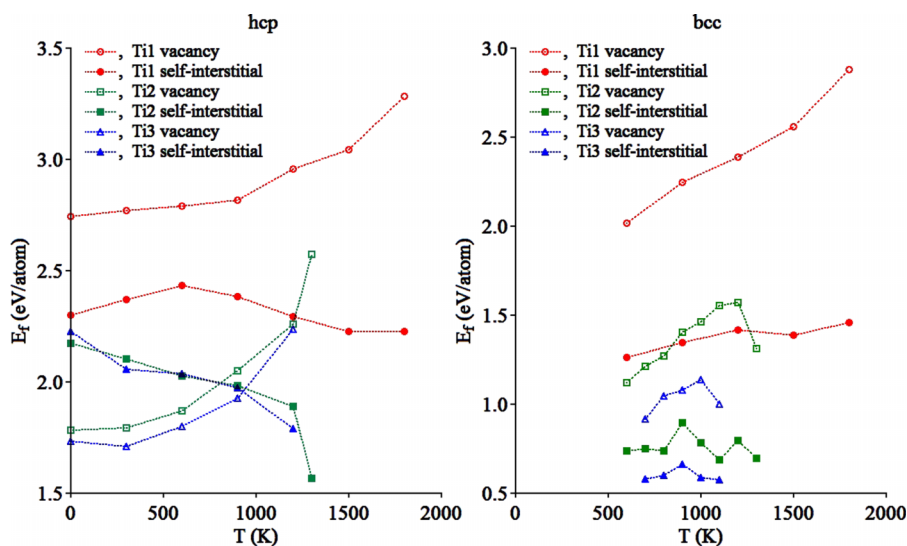 hcp
3.5
3.0
2.5
2.0
1.5
E_f (eV/atom)
, Ti1 vacancy
, Ti1 self-interstitial
, Ti2 vacancy
, Ti2 self-interstitial
, Ti3 vacancy
, Ti3 self-interstitial
0 500 1000 1500 2000
T (K)
bcc
3.0
2.5
2.0
1.5
1.0
0.5
E_f (eV/atom)
, Ti1 vacancy
, Ti1 self-interstitial
, Ti2 vacancy
, Ti2 self-interstitial
, Ti3 vacancy
, Ti3 self-interstitial
0 500 1000 1500 2000
T (K)